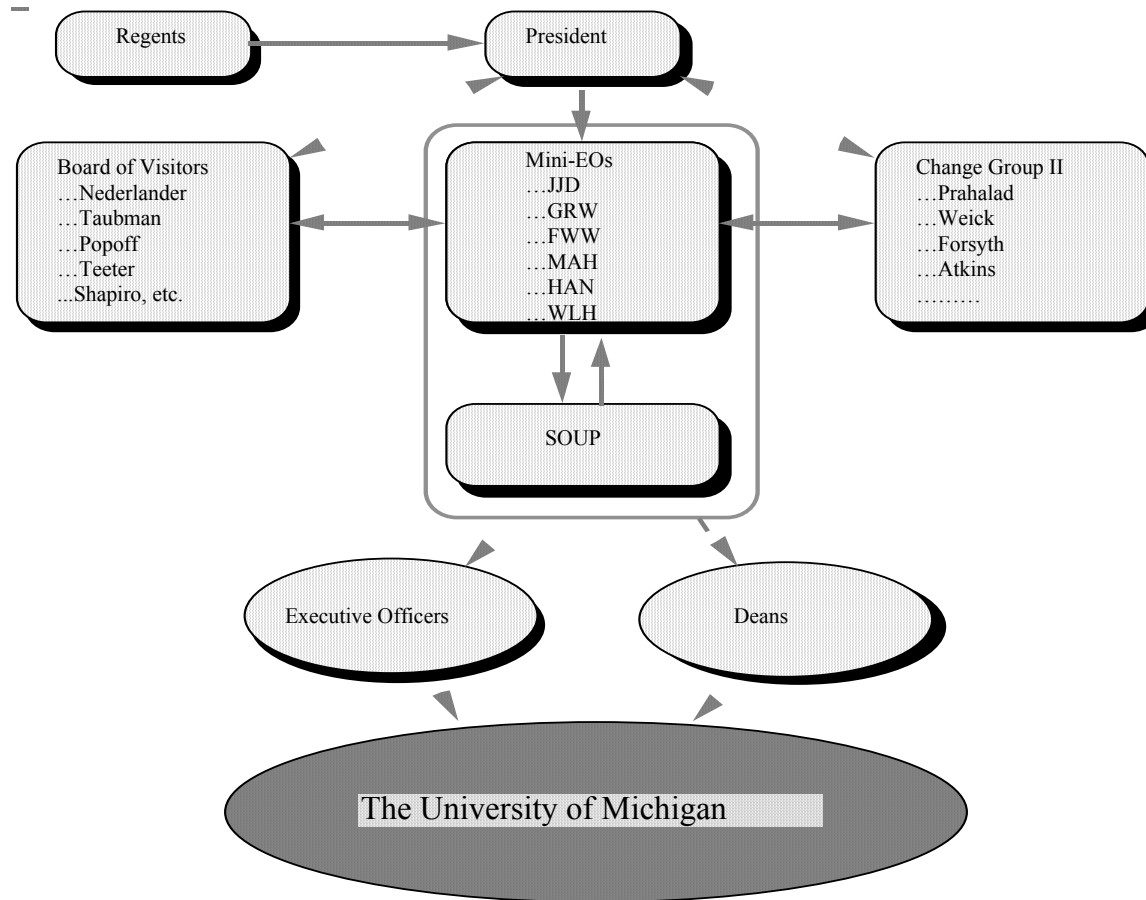 Regents
President
Board of Visitors
…Nederlander
…Taubman
…Popoff
…Teeter
...Shapiro, etc.
Mini-EOs
…JJD
…GRW
…FWW
…MAH
…HAN
…WLH
Change Group II
…Prahalad
…Weick
…Forsyth
…Atkins
………
SOUP
Executive Officers
Deans
The University of Michigan